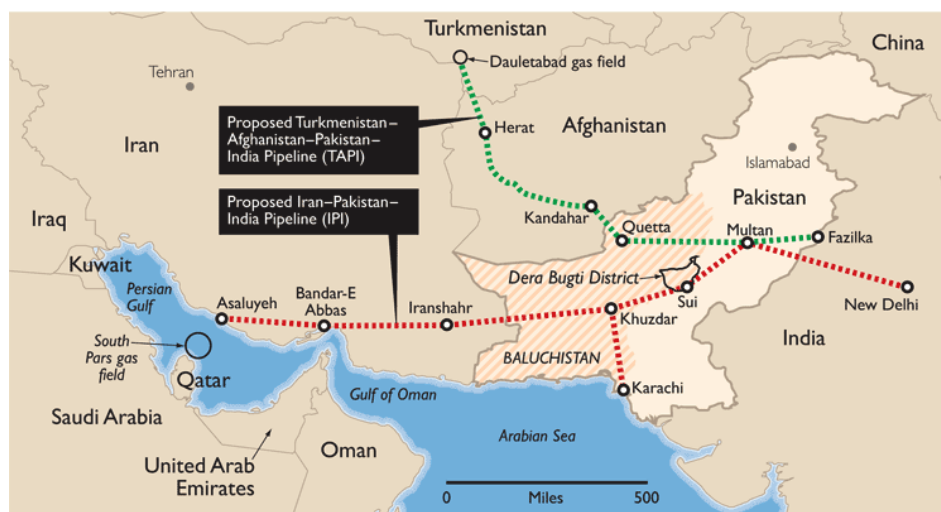 Turkmenistan
China
Dauletabad gas field
Tehran
Proposed Turkmenistan–
Afghanistan–Pakistan–
India Pipeline (TAPI)
Herat
Afghanistan
Iran
Islamabad
Proposed Iran–Pakistan–
India Pipeline (IPI)
Pakistan
Iraq
Kandahar
Quetta
Multan
Fazilka
Kuwait
Persian
Gulf
Dera Bugti District
Asaluyeh
Bandar-E
Abbas
Iranshahr
Sui
New Delhi
Khuzdar
South
Pars gas
field
India
BALUCHISTAN
Qatar
Karachi
Gulf of Oman
Saudi Arabia
Arabian Sea
Oman
United Arab
Emirates
0 Miles 500